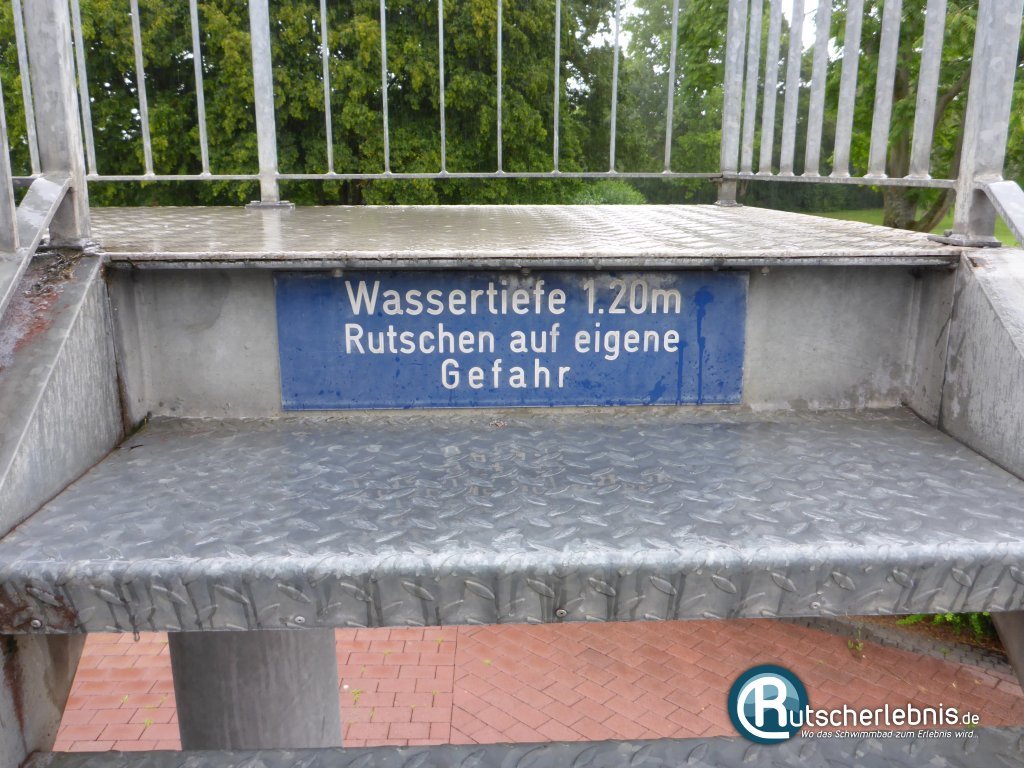 Wassertiefe 1.20m
Rutschen auf eigene
Gefahr
Rutscherlebnis.de
Wo das Schwimmbad zum Erlebnis wird..